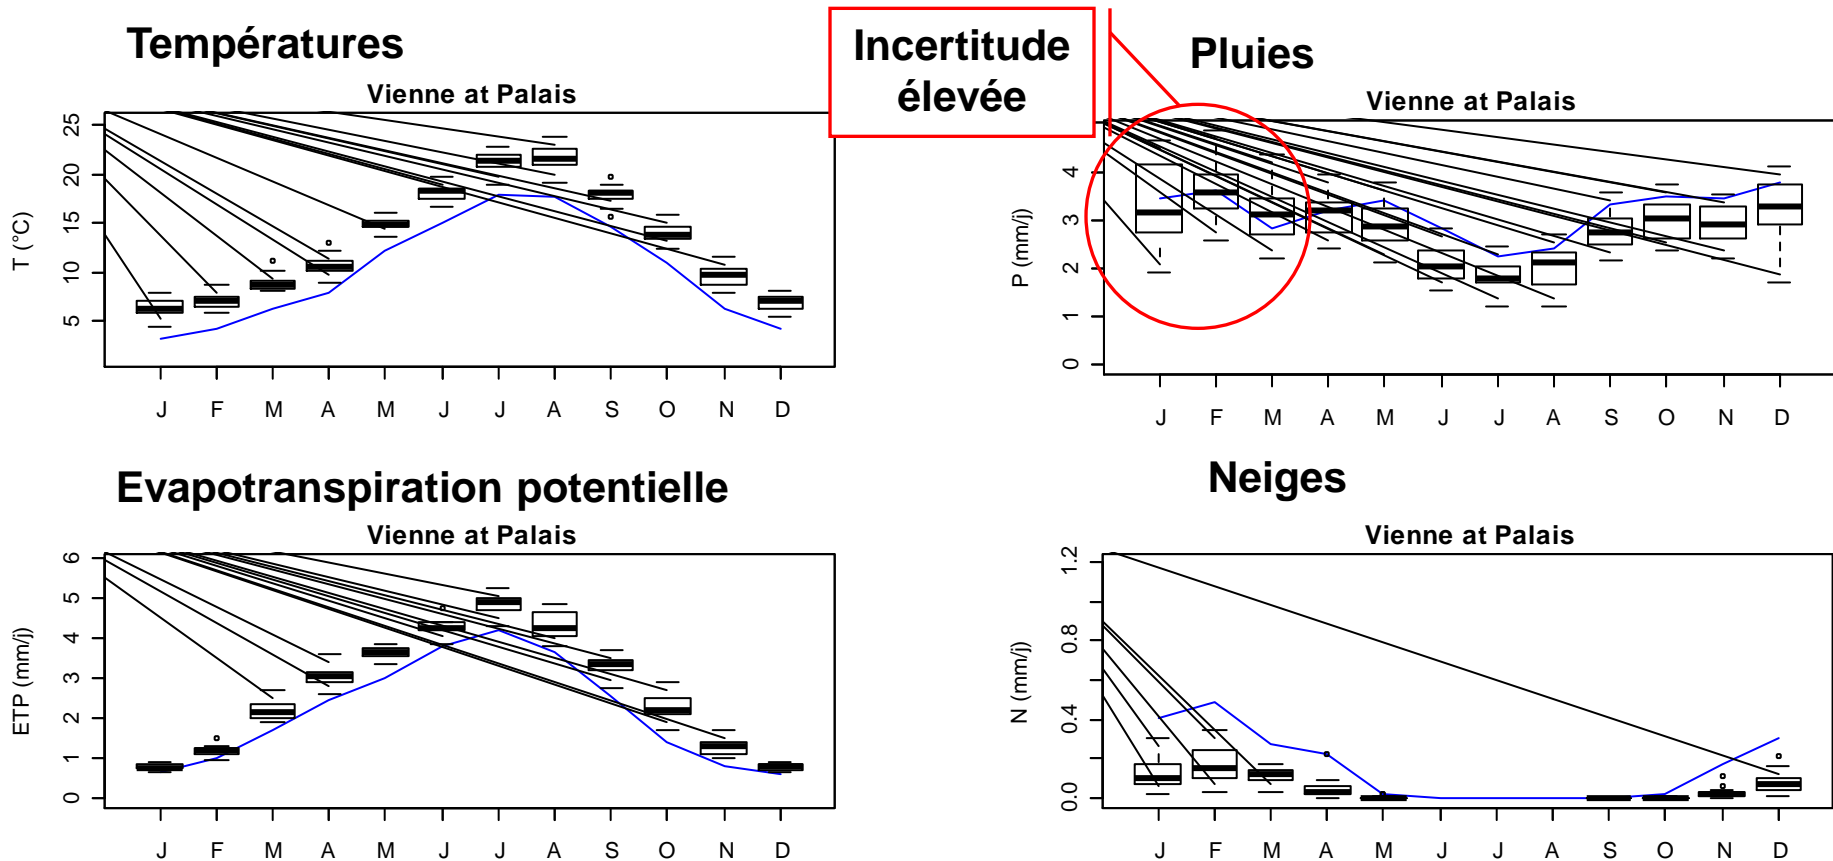 Températures
Incertitude
élevée
Pluies
Vienne at Palais
T (°C)
25
20
15
10
5
J F M A M J J A S O N D
Vienne at Palais
P (mm/j)
4
3
2
1
0
J F M A M J J A S O N D
Evapotranspiration potentielle
Vienne at Palais
ETP (mm/j)
6
5
4
3
2
1
0
J F M A M J J A S O N D
Neiges
Vienne at Palais
N (mm/j)
1.2
0.8
0.4
0.0
J F M A M J J A S O N D